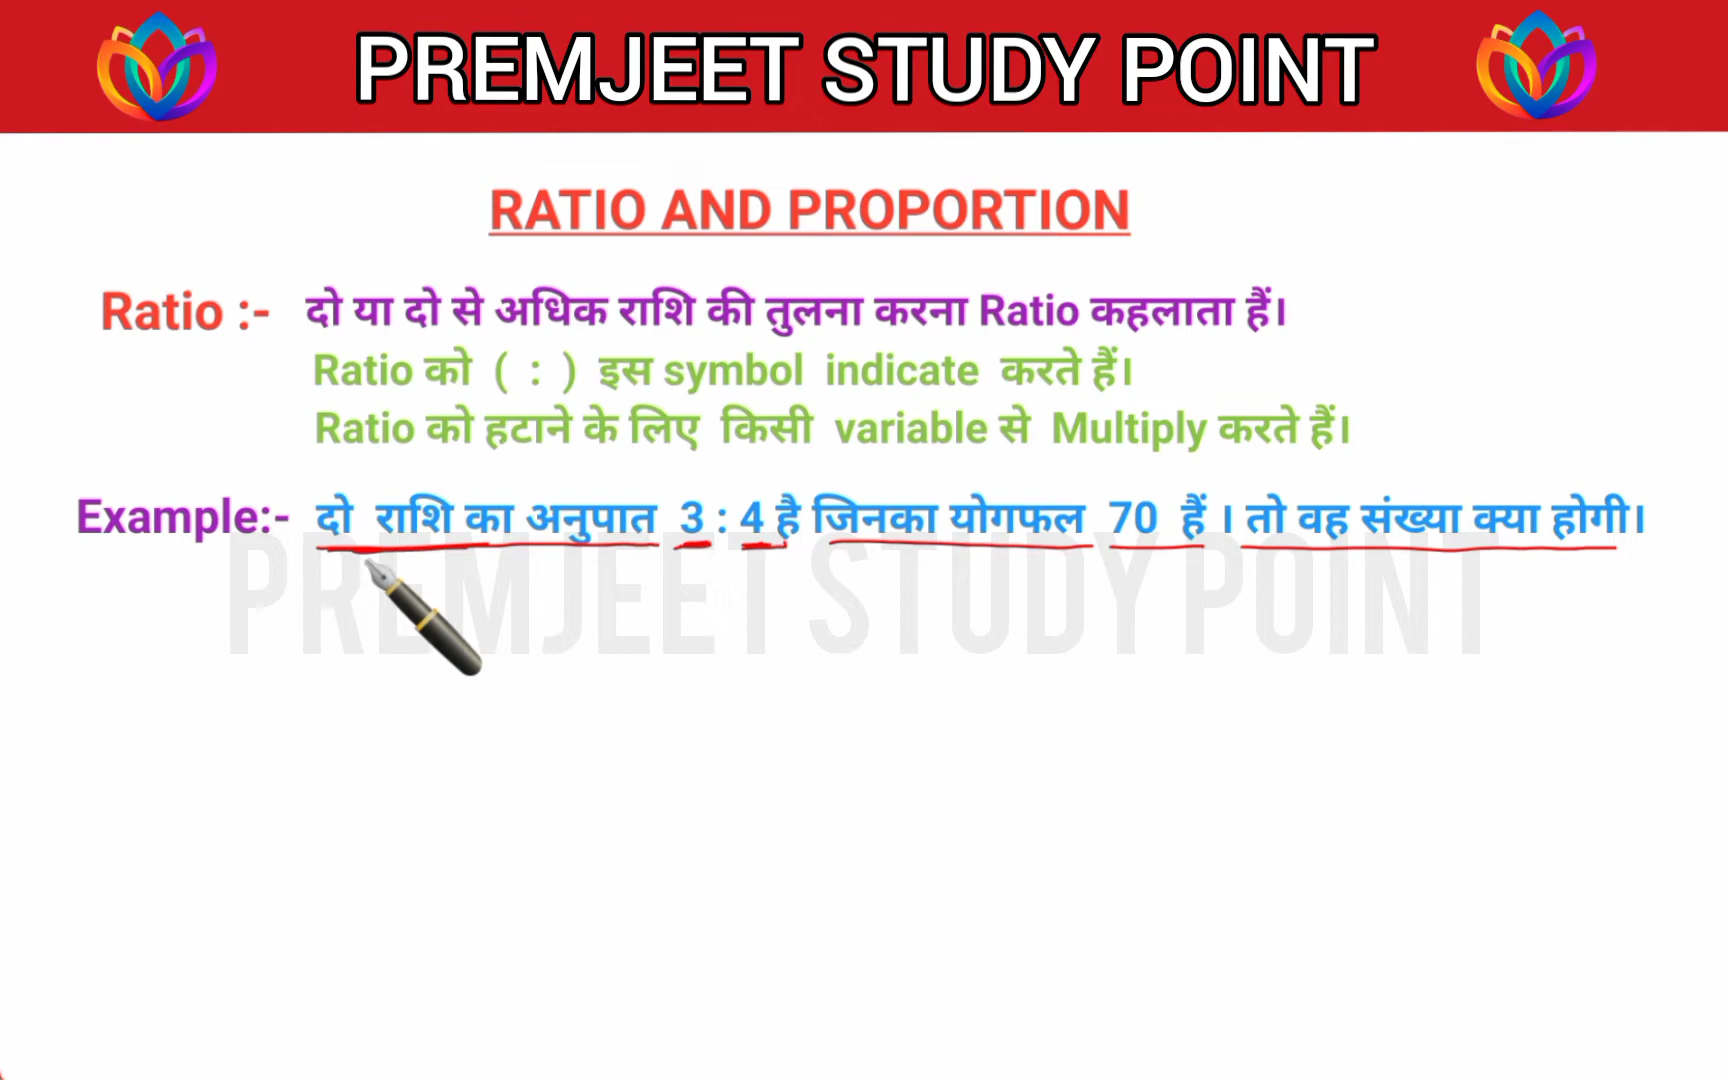 PREMJEET STUDY POINT
RATIO AND PROPORTION
Ratio :- दो या दो से अधिक राशि की तुलना करना Ratio कहलाता हैं।
Ratio को ( : ) इस symbol indicate करते हैं।
Ratio को हटाने के लिए किसी variable से Multiply करते हैं।
Example:- दो राशि का अनुपात 3 : 4 है जिनका योगफल 70 हैं । तो वह संख्या क्या होगी।
PREMJEET STUDY POINT